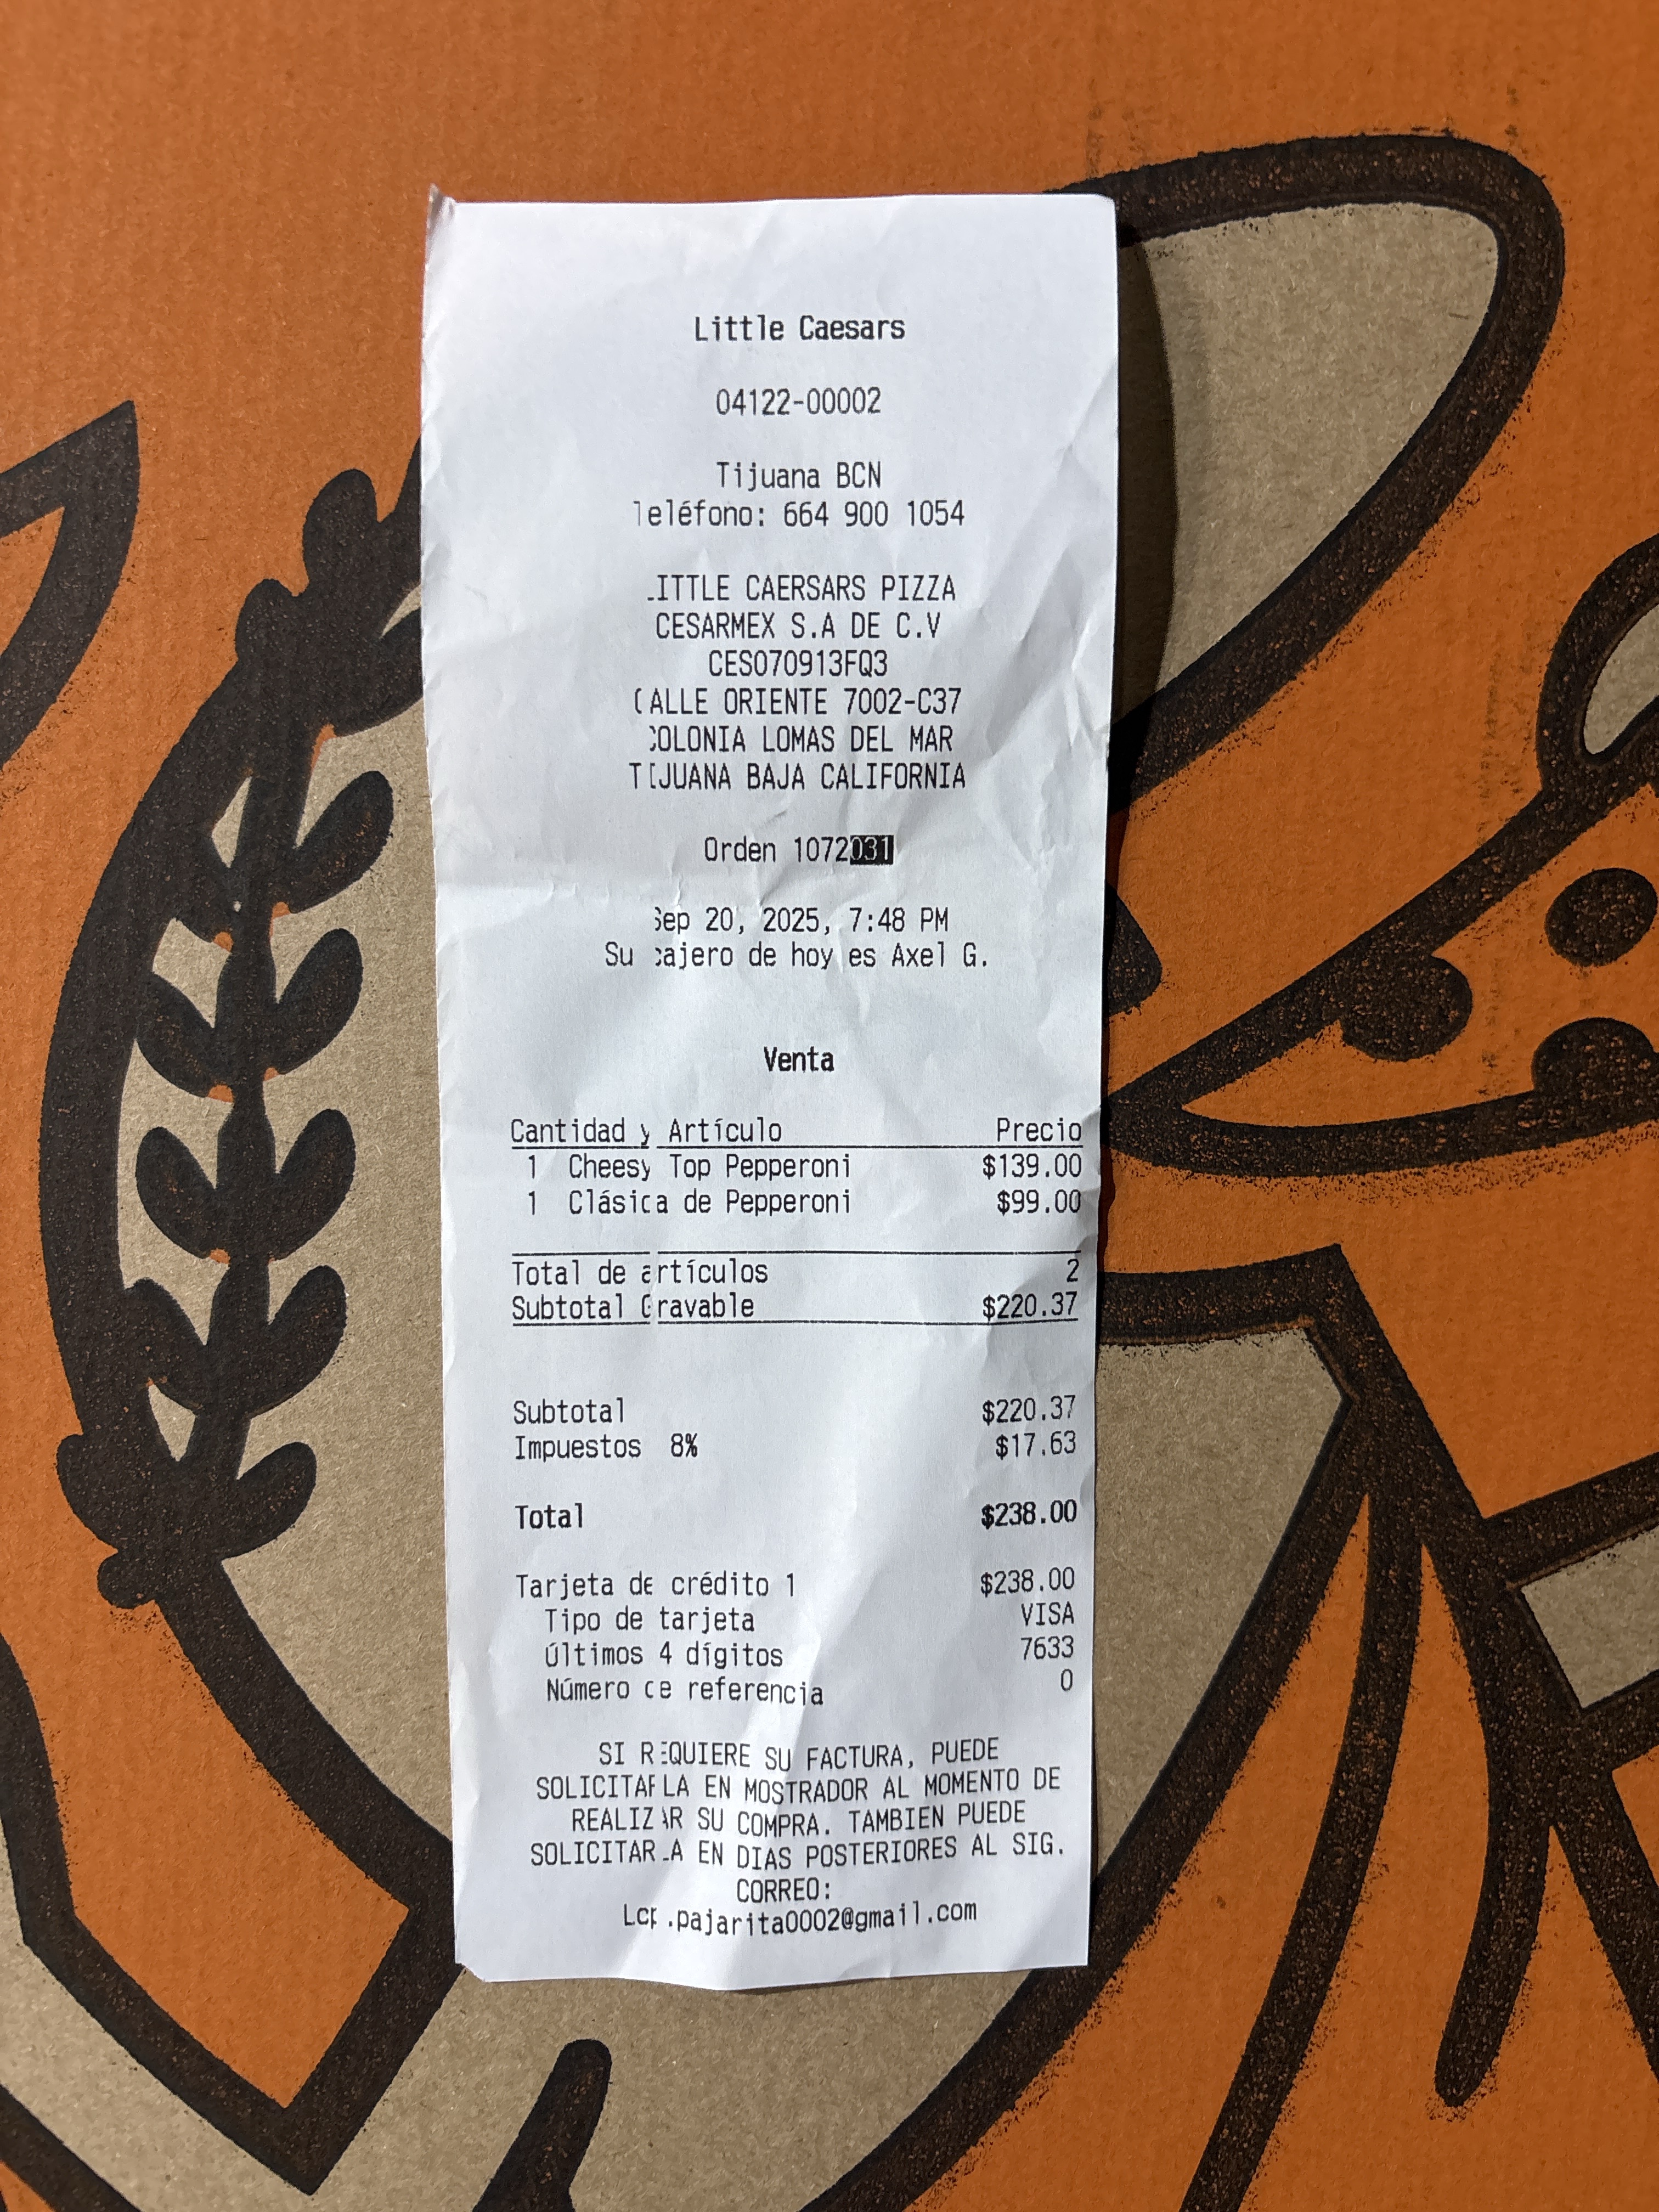 Little Caesars
04122-00002
Tijuana BCN
Teléfono: 664 900 1054
LITTLE CAERSARS PIZZA
CESARMEX S.A DE C.V
CES070913FQ3
CALLE ORIENTE 7002-C37
COLONIA LOMAS DEL MAR
TIJUANA BAJA CALIFORNIA
Orden 1072031
Sep 20, 2025, 7:48 PM
Su cajero de hoy es Axel G.
Venta
Cantidad y Artículo Precio
1 Cheesy Top Pepperoni $139.00
1 Clásica de Pepperoni $99.00
Total de artículos 2
Subtotal Gravable $220.37
Subtotal $220.37
Impuestos 8% $17.63
Total $238.00
Tarjeta de crédito 1 $238.00
Tipo de tarjeta VISA
Últimos 4 dígitos 7633
Número de referencia 0
SI REQUIERE SU FACTURA, PUEDE
SOLICITARLA EN MOSTRADOR AL MOMENTO DE
REALIZAR SU COMPRA. TAMBIEN PUEDE
SOLICITARLA EN DIAS POSTERIORES AL SIG.
CORREO:
Lcp.pajarita0002@gmail.com